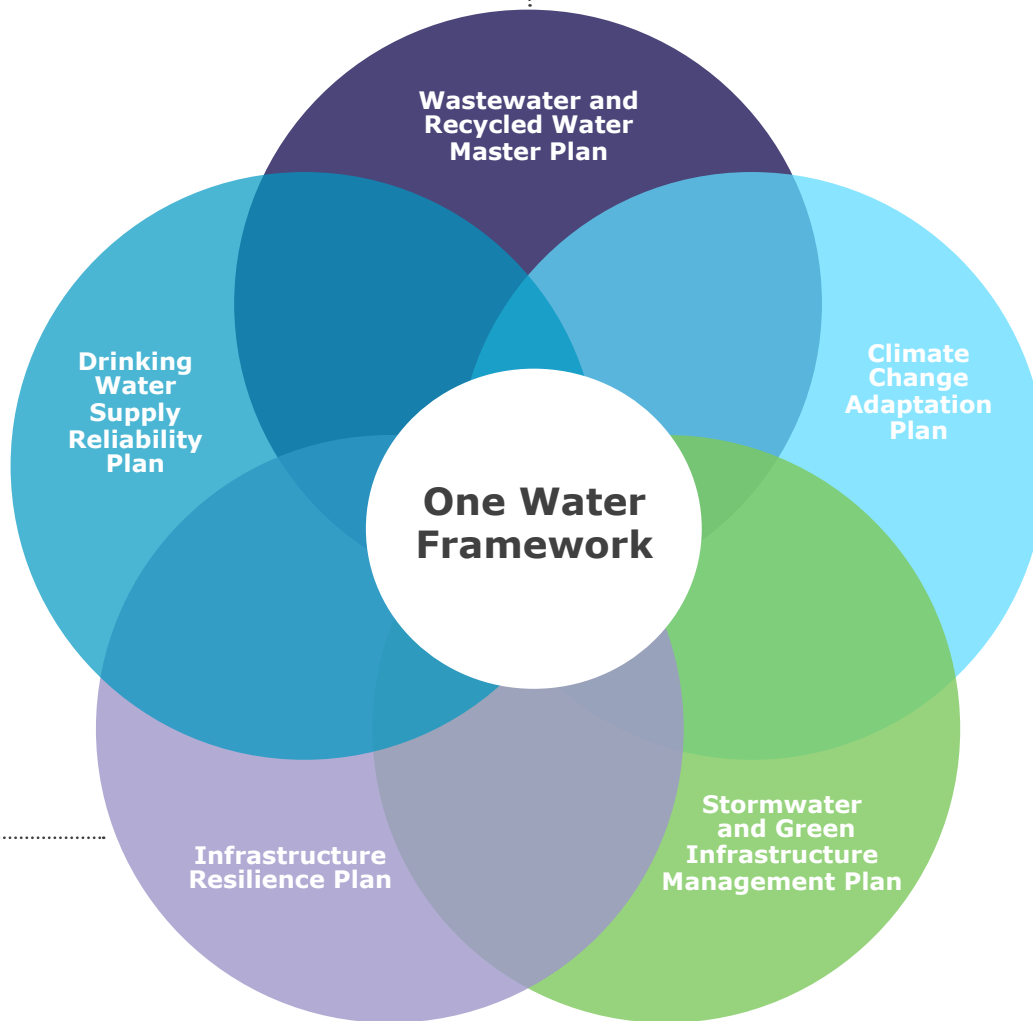 Wastewater and
Recycled Water
Master Plan
Drinking
Water
Supply
Reliability
Plan
Climate
Change
Adaptation
Plan
One Water
Framework
Infrastructure
Resilience Plan
Stormwater
and Green
Infrastructure
Management Plan